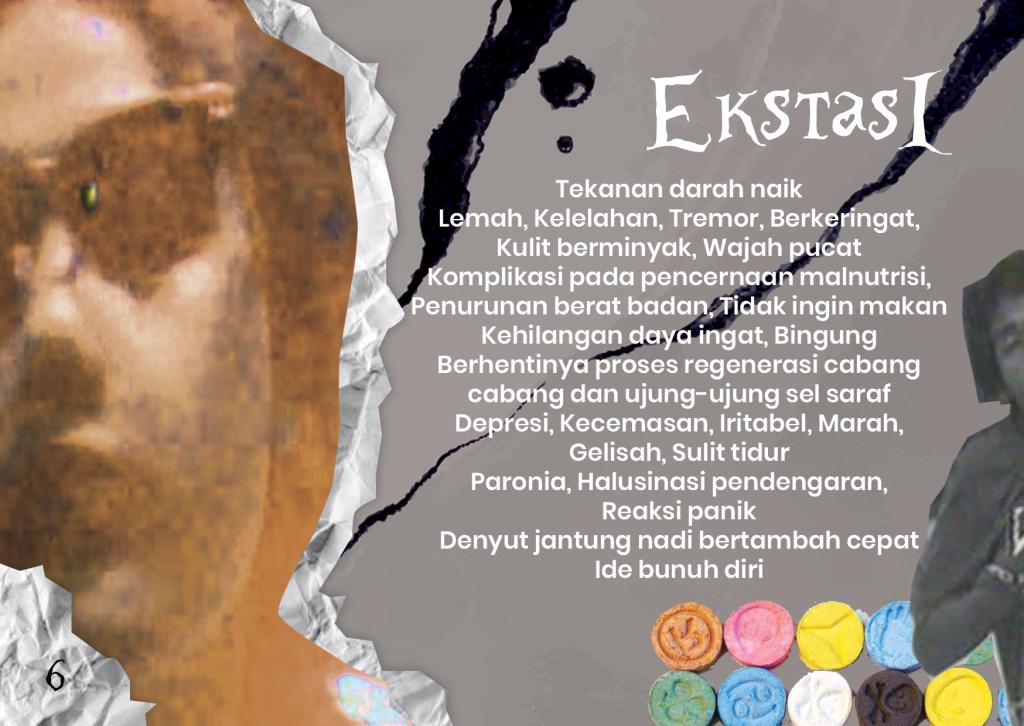 Ekstasi
Tekanan darah naik
Lemah, Kelelahan, Tremor, Berkeringat,
Kulit berminyak, Wajah pucat
Komplikasi pada pencernaan malnutrisi,
Penurunan berat badan, Tidak ingin makan
Kehilangan daya ingat, Bingung
Berhentinya proses regenerasi cabang
cabang dan ujung-ujung sel saraf
Depresi, Kecemasan, Iritabel, Marah,
Gelisah, Sulit tidur
Paronia, Halusinasi pendengaran,
Reaksi panik
Denyut jantung nadi bertambah cepat
Ide bunuh diri
6